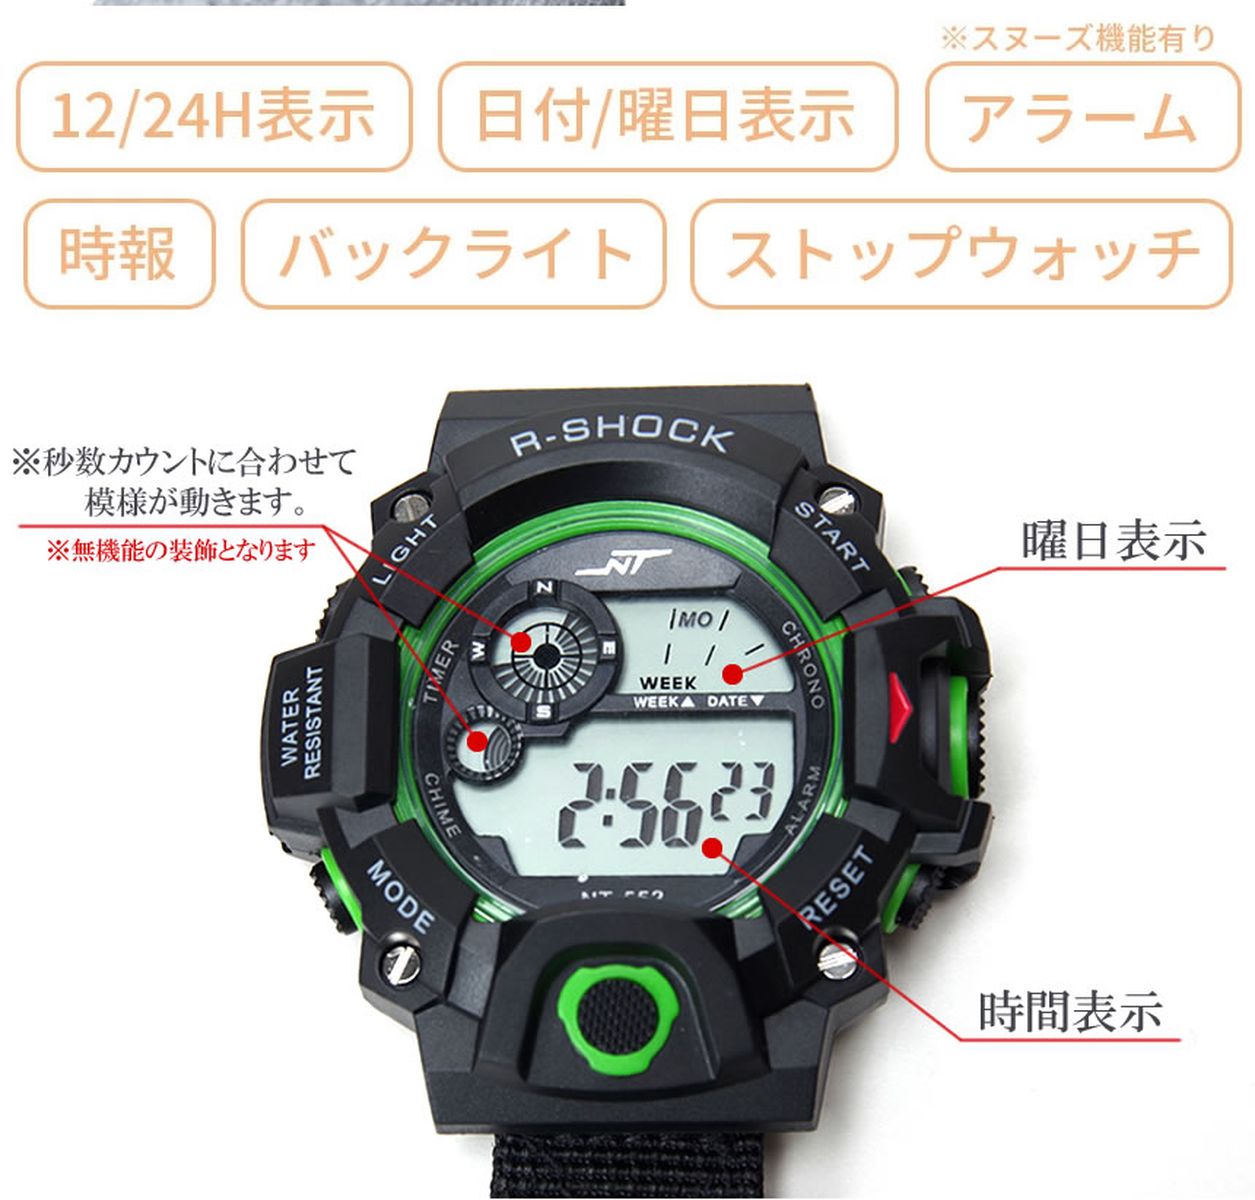 ※スヌーズ機能有り
12/24H表示
日付/曜日表示
アラーム
時報
バックライト
ストップウォッチ
R-SHOCK
※秒数カウントに合わせて
模様が動きます。
※無機能の装飾となります
LIGHT
START
曜日表示
NT
N
W
E
S
MO
WEEK
WEEK▲ DATE▼
TIMER
CHRONO
WATER
RESISTANT
2:56 23
CHIME
ALARM
MODE
RESET
時間表示